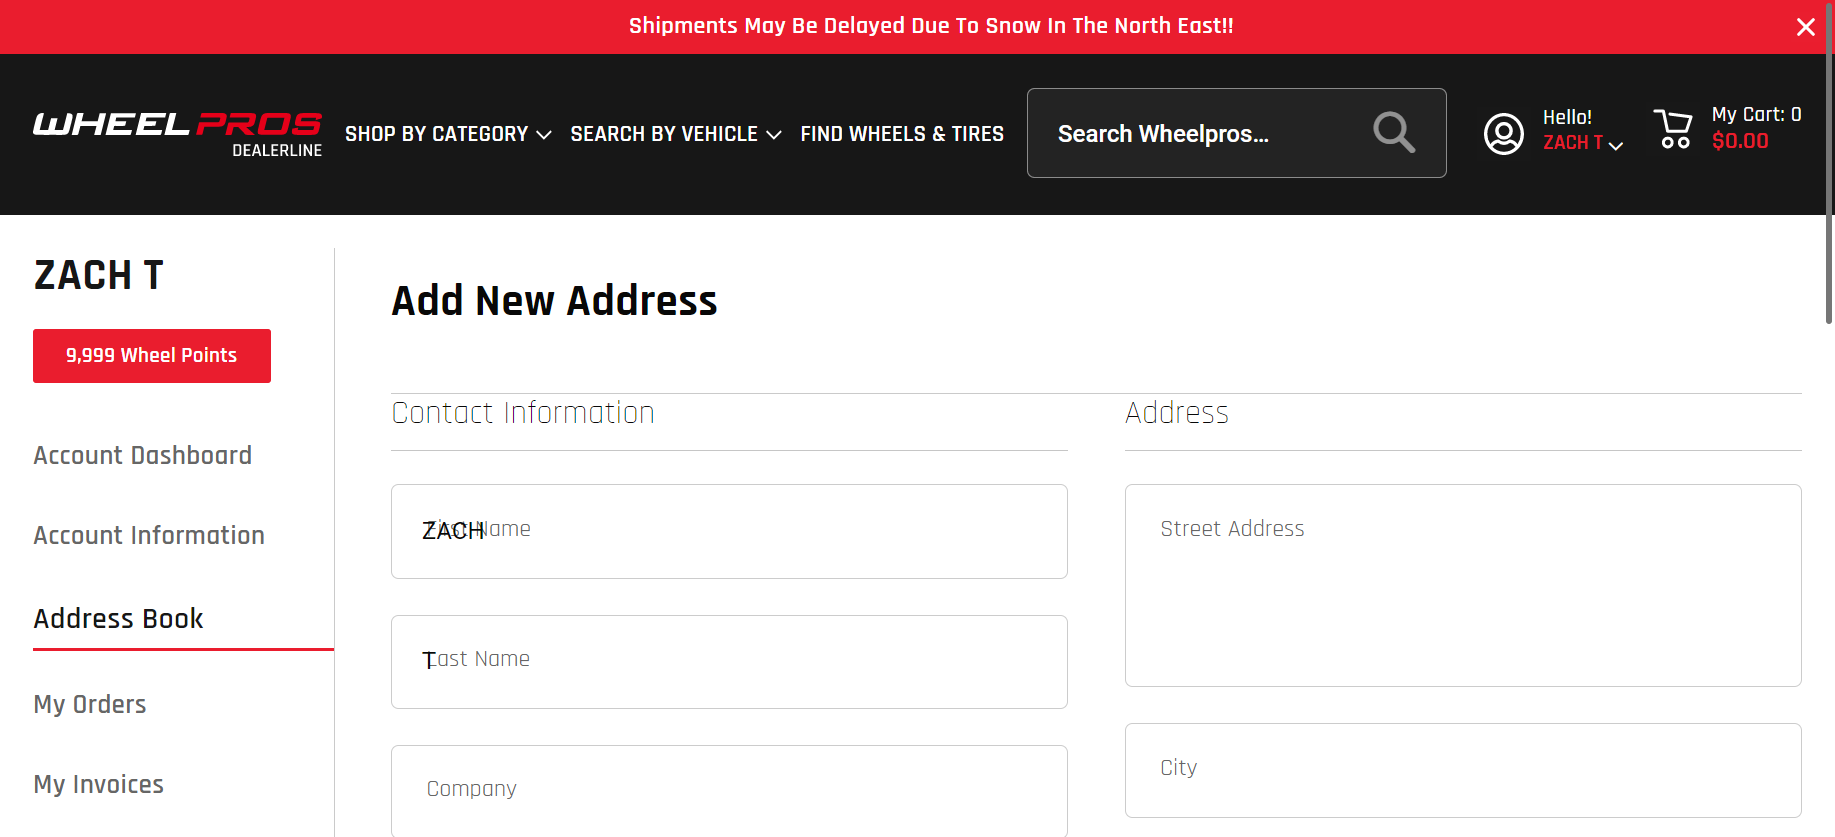 Shipments May Be Delayed Due To Snow In The North East!!
WHEEL PROS
DEALERLINE
SHOP BY CATEGORY
SEARCH BY VEHICLE
FIND WHEELS & TIRES
Search Wheelpros...
Hello!
ZACH T
My Cart: 0
$0.00
ZACH T
9,999 Wheel Points
Account Dashboard
Account Information
Address Book
My Orders
My Invoices
Add New Address
Contact Information
First Name
ZACH
Last Name
T
Company
Address
Street Address
City